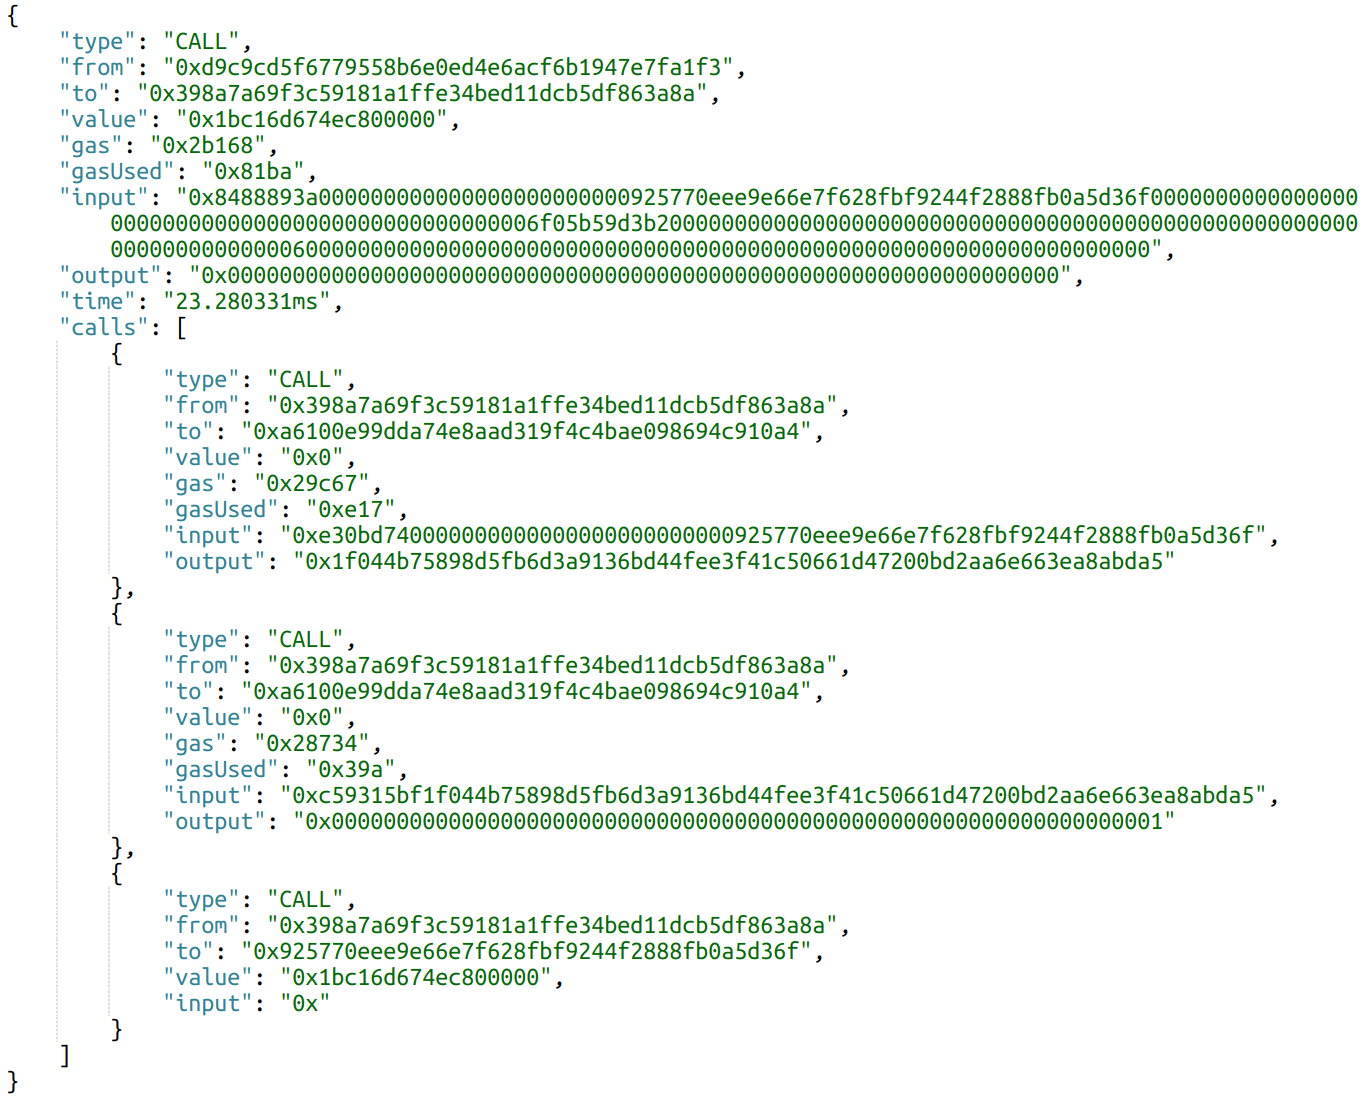 {
"type": "CALL",
"from": "0xd9c9cd5f6779558b6e0ed4e6acf6b1947e7fa1f3",
"to": "0x398a7a69f3c59181a1ffe34bed11dcb5df863a8a",
"value": "0x1bc16d674ec800000",
"gas": "0x2b168",
"gasUsed": "0x81ba",
"input": "0x8488893a000000000000000000000000925770eee9e66e7f628fbf9244f2888fb0a5d36f0000000000000000
000000000000000000000000000000006f05b59d3b200000000000000000000000000000000000000000000000000000
00000000000000600000000000000000000000000000000000000000000000000000000000000000",
"output": "0x0000000000000000000000000000000000000000000000000000000000000000",
"time": "23.280331ms",
"calls": [
{
"type": "CALL",
"from": "0x398a7a69f3c59181a1ffe34bed11dcb5df863a8a",
"to": "0xa6100e99dda74e8aad319f4c4bae098694c910a4",
"value": "0x0",
"gas": "0x29c67",
"gasUsed": "0xe17",
"input": "0xe30bd740000000000000000000000000925770eee9e66e7f628fbf9244f2888fb0a5d36f",
"output": "0x1f044b75898d5fb6d3a9136bd44fee3f41c50661d47200bd2aa6e663ea8abda5"
},
{
"type": "CALL",
"from": "0x398a7a69f3c59181a1ffe34bed11dcb5df863a8a",
"to": "0xa6100e99dda74e8aad319f4c4bae098694c910a4",
"value": "0x0",
"gas": "0x28734",
"gasUsed": "0x39a",
"input": "0xc59315bf1f044b75898d5fb6d3a9136bd44fee3f41c50661d47200bd2aa6e663ea8abda5",
"output": "0x0000000000000000000000000000000000000000000000000000000000000001"
},
{
"type": "CALL",
"from": "0x398a7a69f3c59181a1ffe34bed11dcb5df863a8a",
"to": "0x925770eee9e66e7f628fbf9244f2888fb0a5d36f",
"value": "0x1bc16d674ec800000",
"input": "0x"
}
]
}